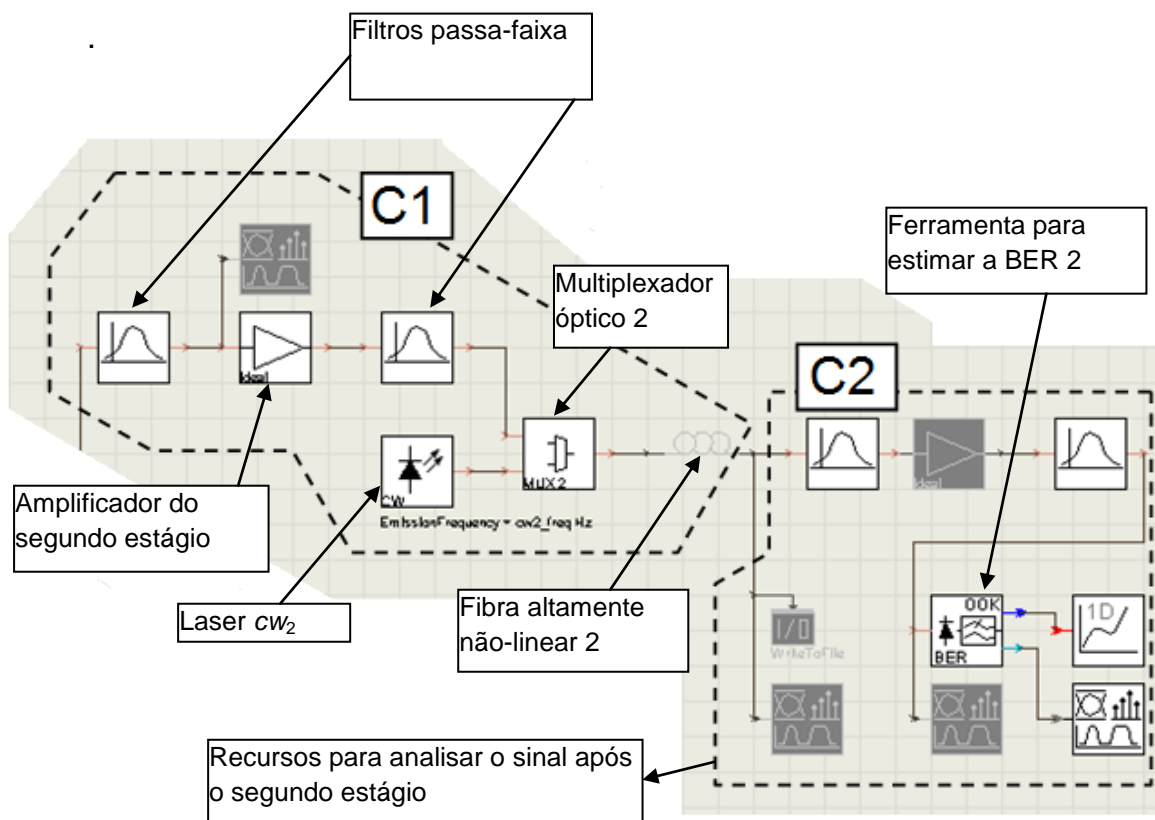 .
Filtros passa-faixa
C1
Ferramenta para
estimar a BER 2
Multiplexador
óptico 2
Ideal
C2
MUX2
Ideal
CW
EmissionFrequency = cw2_freq Hz
Amplificador do
segundo estágio
Laser cw2
Fibra altamente
não-linear 2
OOK
BER
1D
I/O
WriteToFile
Recursos para analisar o sinal após
o segundo estágio